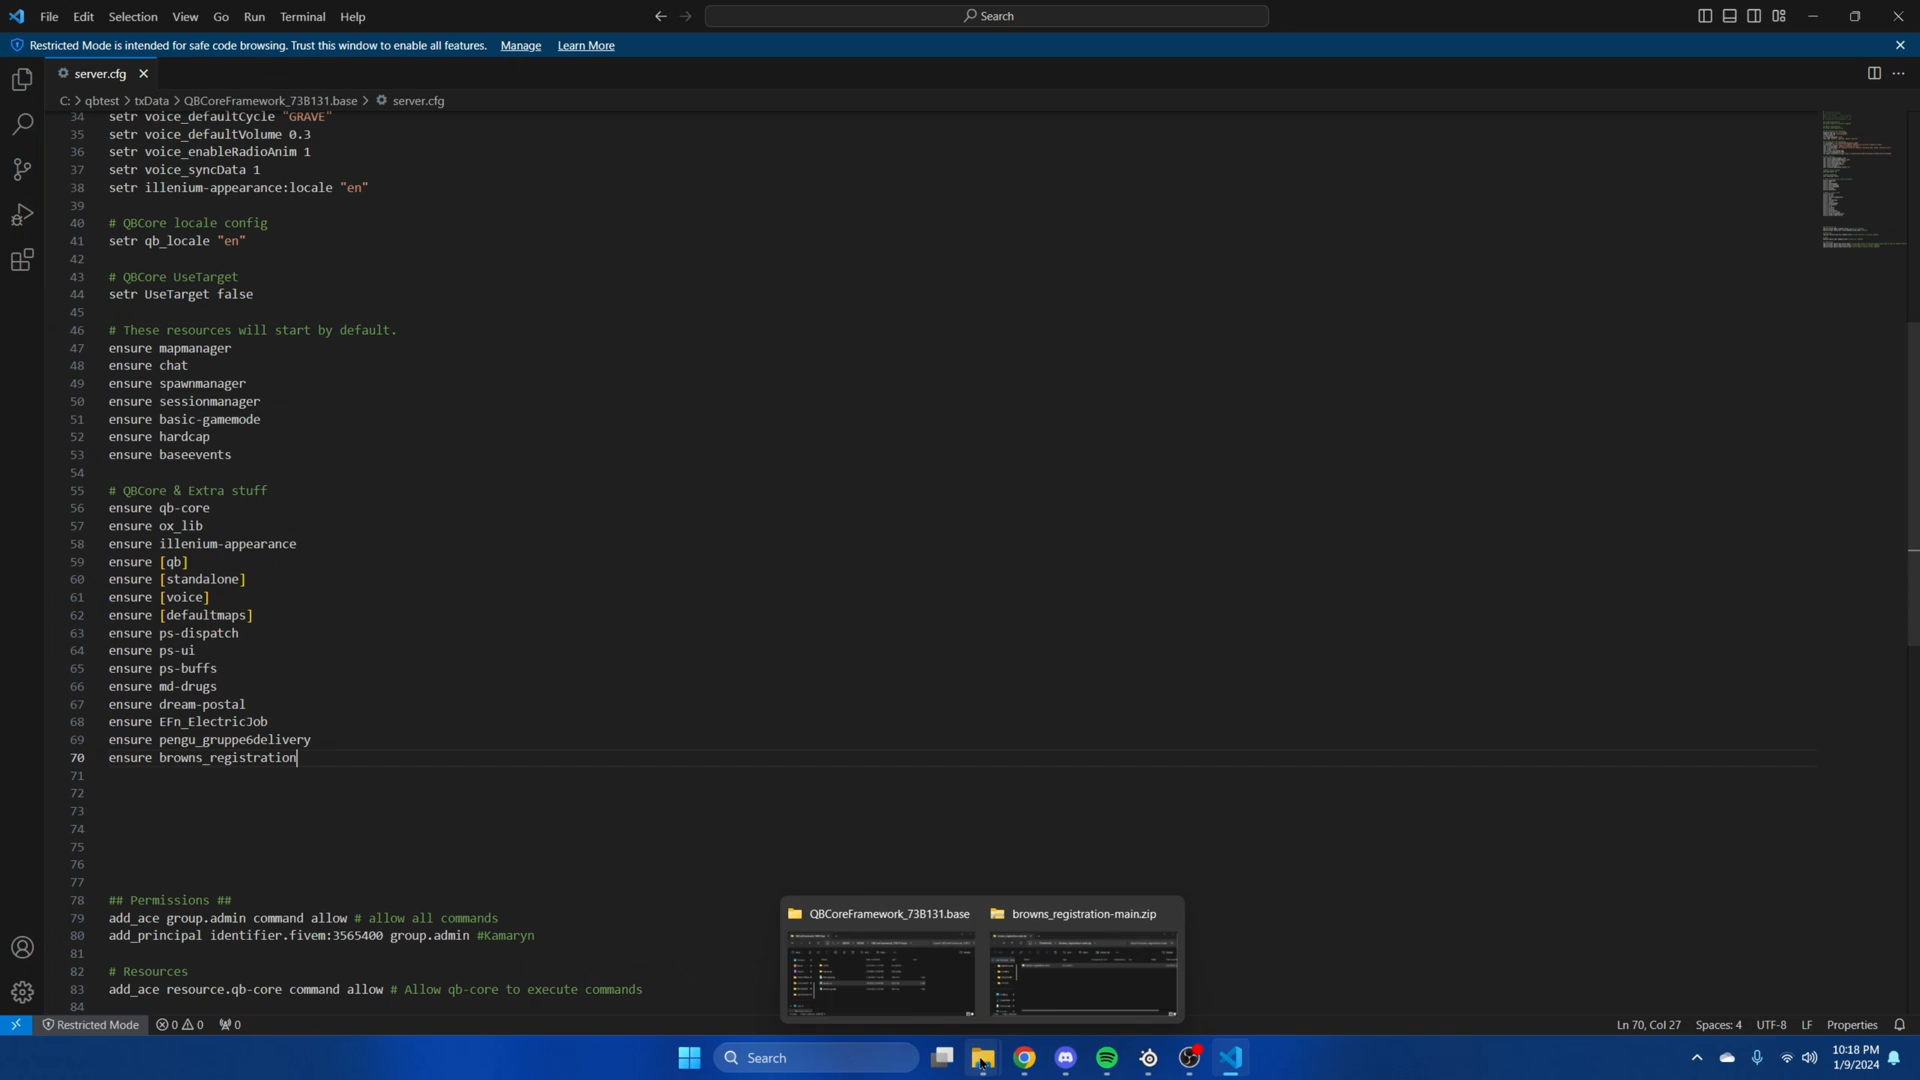 File Edit Selection View Go Run Terminal Help
Search
Restricted Mode is intended for safe code browsing. Trust this window to enable all features. Manage Learn More
server.cfg
C: > qbtest > txData > QBCoreFramework_73B131.base > server.cfg
34 setr voice_defaultCycle "GRAVE"
35 setr voice_defaultVolume 0.3
36 setr voice_enableRadioAnim 1
37 setr voice_syncData 1
38 setr illenium-appearance:locale "en"
39
40 # QBCore locale config
41 setr qb_locale "en"
42
43 # QBCore UseTarget
44 setr UseTarget false
45
46 # These resources will start by default.
47 ensure mapmanager
48 ensure chat
49 ensure spawnmanager
50 ensure sessionmanager
51 ensure basic-gamemode
52 ensure hardcap
53 ensure baseevents
54
55 # QBCore & Extra stuff
56 ensure qb-core
57 ensure ox_lib
58 ensure illenium-appearance
59 ensure [qb]
60 ensure [standalone]
61 ensure [voice]
62 ensure [defaultmaps]
63 ensure ps-dispatch
64 ensure ps-ui
65 ensure ps-buffs
66 ensure md-drugs
67 ensure dream-postal
68 ensure EFn_ElectricJob
69 ensure pengu_gruppe6delivery
70 ensure browns_registration
71
72
73
74
75
76
77
78 ## Permissions ##
79 add_ace group.admin command allow # allow all commands
80 add_principal identifier.fivem:3565400 group.admin #Kamaryn
81
82 # Resources
83 add_ace resource.qb-core command allow # Allow qb-core to execute commands
84
QBCoreFramework_73B131.base
browns_registration-main.zip
Restricted Mode 0 0 0
Ln 70, Col 27 Spaces: 4 UTF-8 LF Properties
Search
10:18 PM
1/9/2024